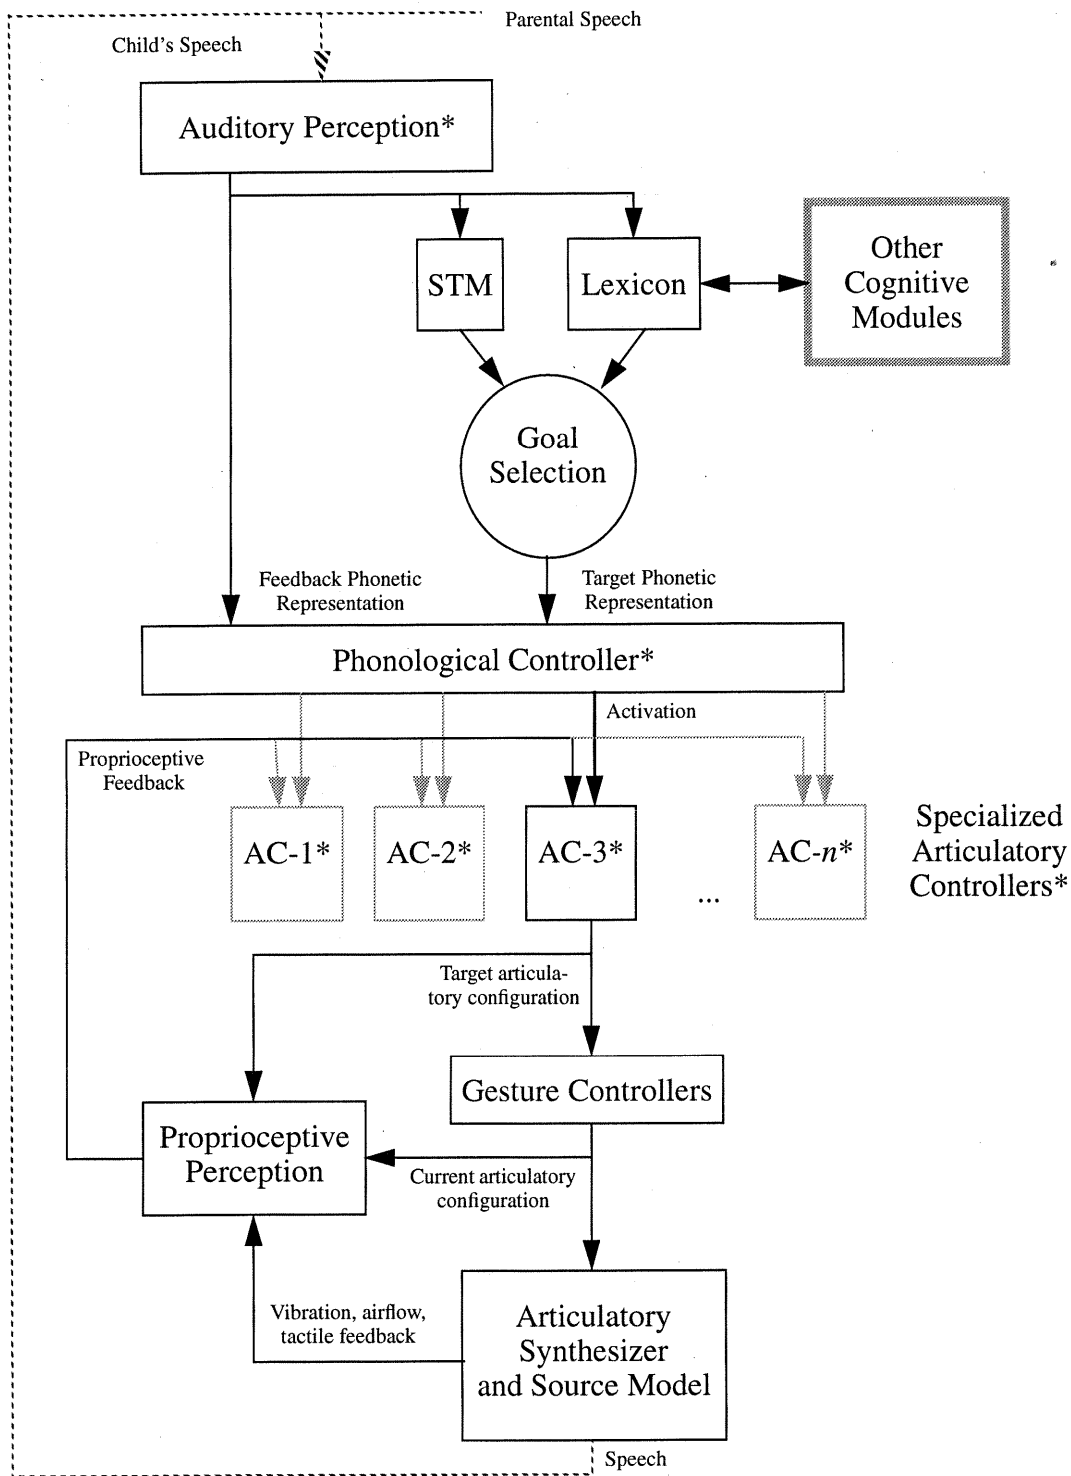 Parental Speech
Child's Speech
Auditory Perception*
STM
Lexicon
Other
Cognitive
Modules
Goal
Selection
Feedback Phonetic
Representation
Target Phonetic
Representation
Phonological Controller*
Activation
Proprioceptive
Feedback
AC-1*
AC-2*
AC-3*
...
AC-n*
Specialized
Articulatory
Controllers*
Target articula-
tory configuration
Gesture Controllers
Proprioceptive
Perception
Current articulatory
configuration
Vibration, airflow,
tactile feedback
Articulatory
Synthesizer
and Source Model
Speech